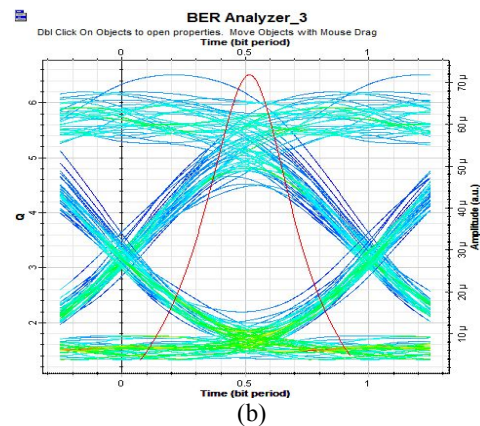 BER Analyzer_3
Dbl Click On Objects to open properties. Move Objects with Mouse Drag
Time (bit period)
0 0.5 1
6
5
4
3
2
Q
70 µ
60 µ
50 µ
40 µ
30 µ
20 µ
10 µ
Amplitude (a.u.)
0 0.5 1
Time (bit period)
(b)